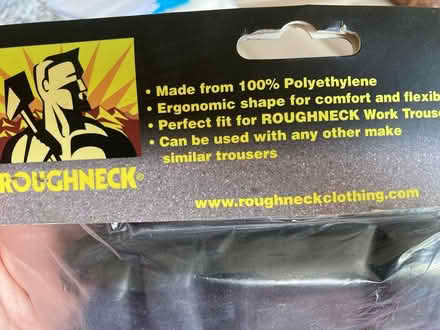 • Made from 100% Polyethylene
• Ergonomic shape for comfort and flexib
• Perfect fit for ROUGHNECK Work Trouse
• Can be used with any other make
similar trousers
ROUGHNECK®
www.roughneckclothing.com